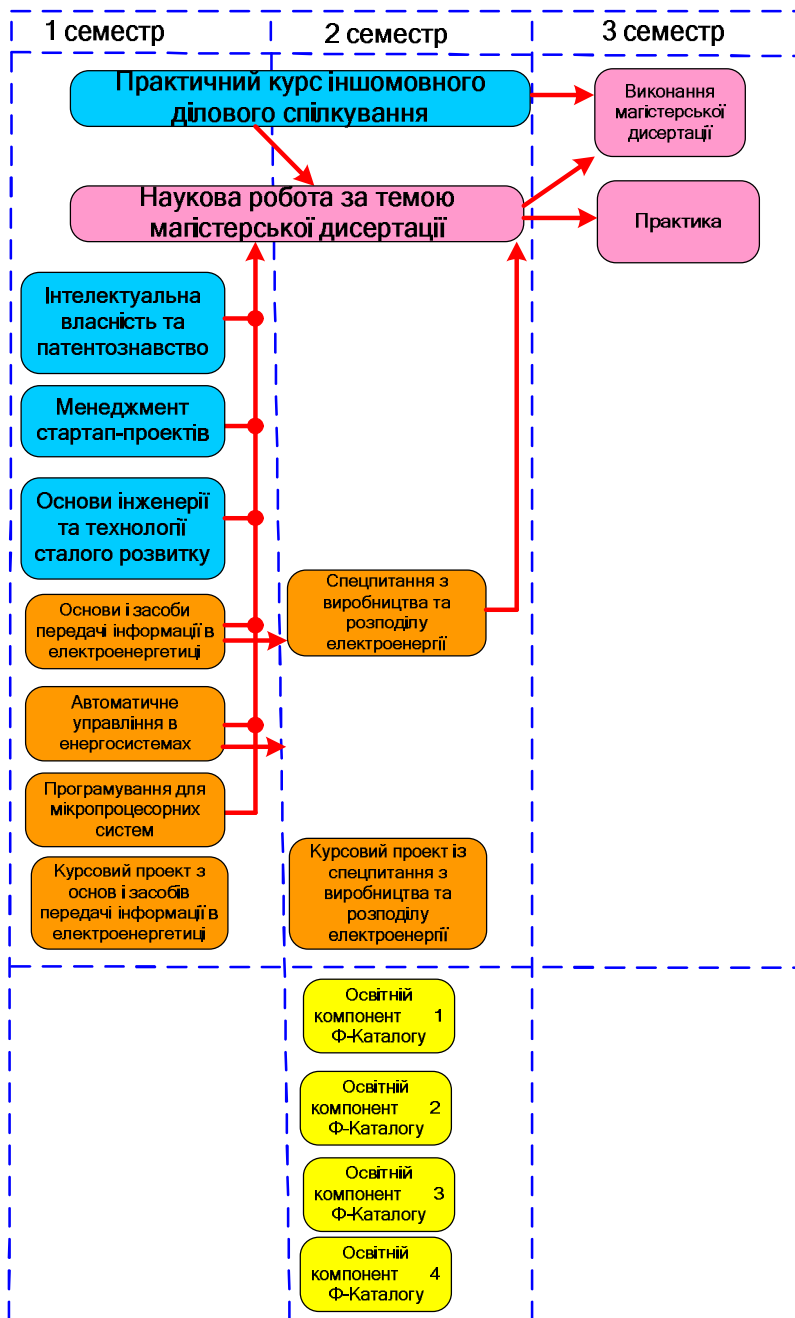 1 семестр
2 семестр
3 семестр
Практичний курс іншомовного
ділового спілкування
Виконання
магістерської
дисертації
Наукова робота за темою
магістерської дисертації
Практика
Інтелектуальна
власність та
патентознавство
Менеджмент
стартап-проектів
Основи інженерії
та технології
сталого розвитку
Основи і засоби
передачі інформації в
електроенергетиці
Спецпитання з
виробництва та
розподілу
електроенергії
Автоматичне
управління в
енергосистемах
Програмування для
мікропроцесорних
систем
Курсовий проект з
основ і засобів
передачі інформації в
електроенергетиці
Курсовий проект із
спецпитання з
виробництва та
розподілу
електроенергії
Освітній
компонент 1
Ф-Каталогу
Освітній
компонент 2
Ф-Каталогу
Освітній
компонент 3
Ф-Каталогу
Освітній
компонент 4
Ф-Каталогу